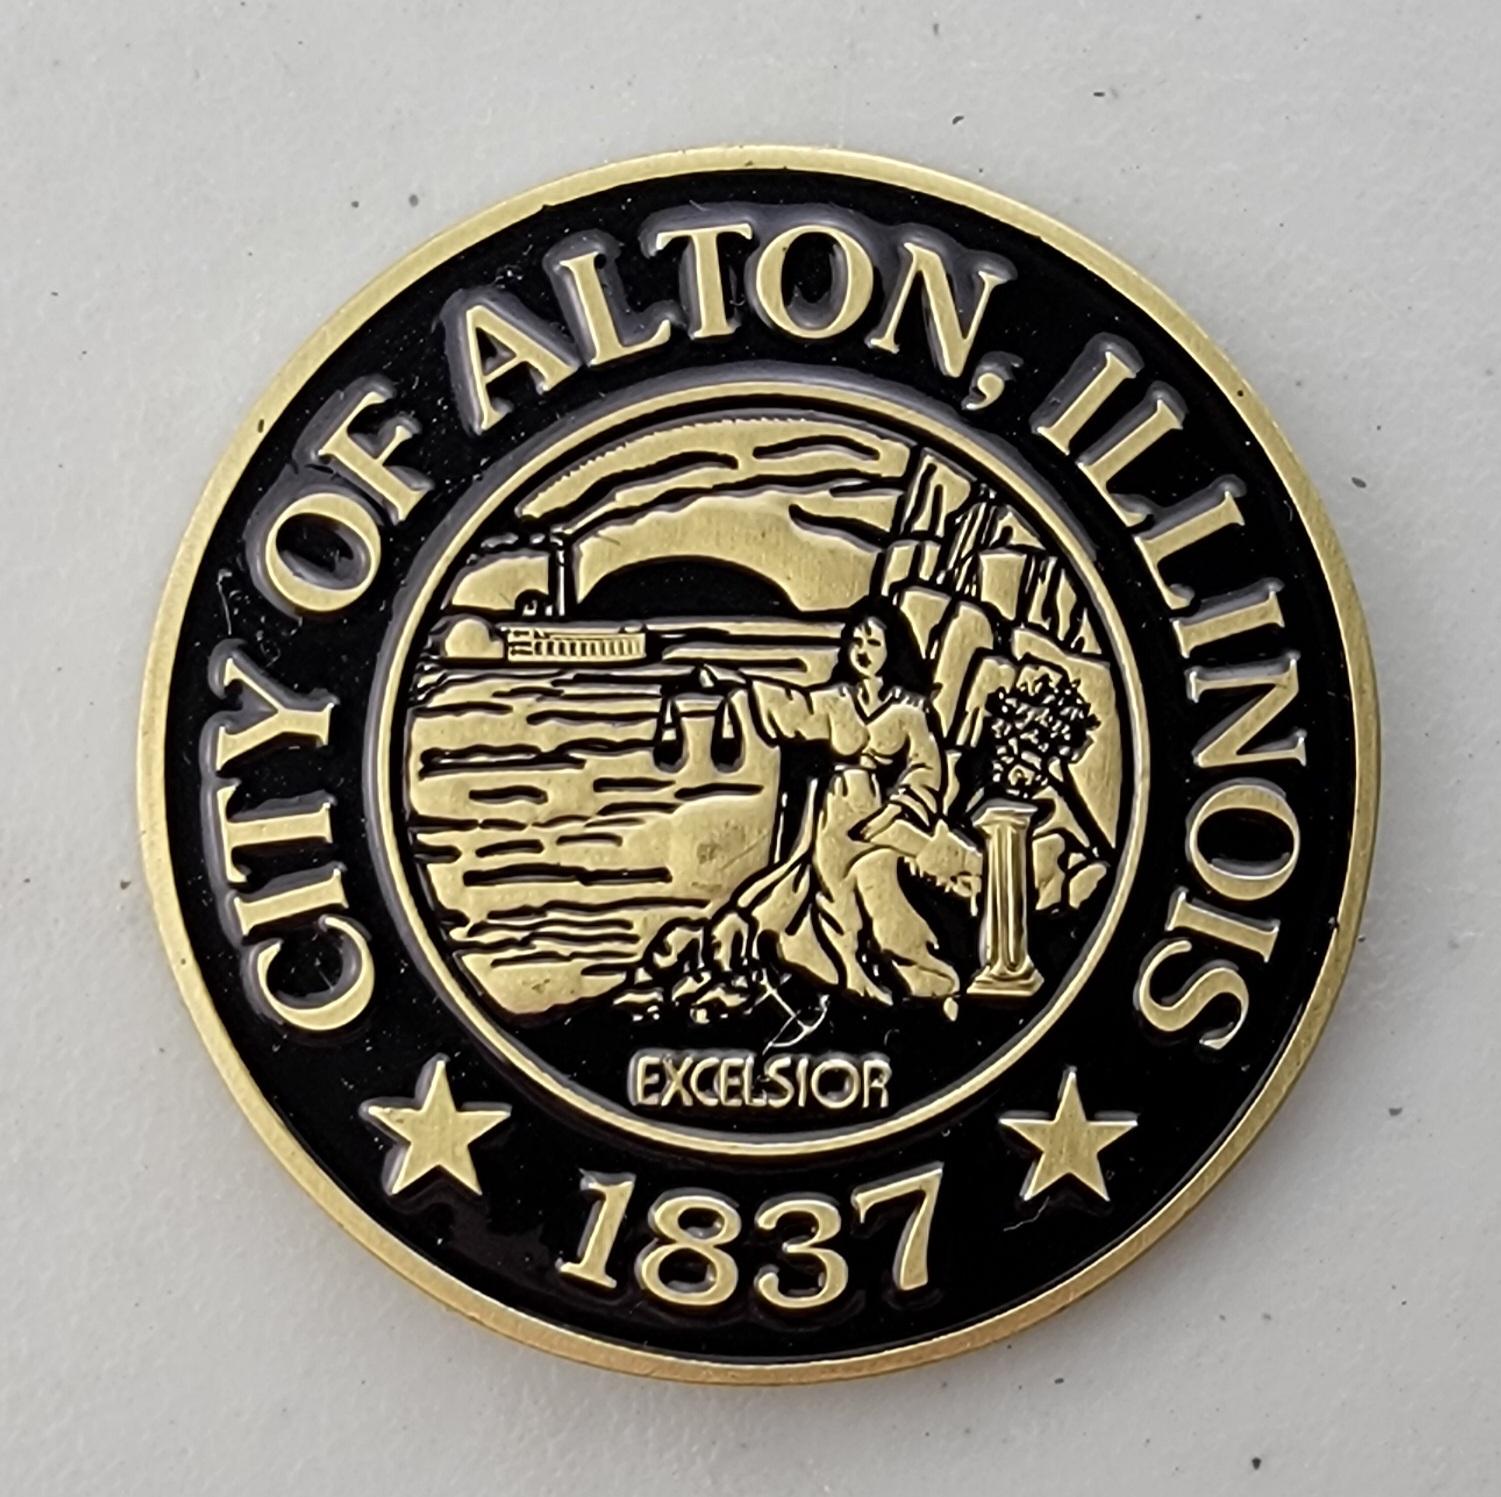 CITY OF ALTON, ILLINOIS
EXCELSIOR
1837